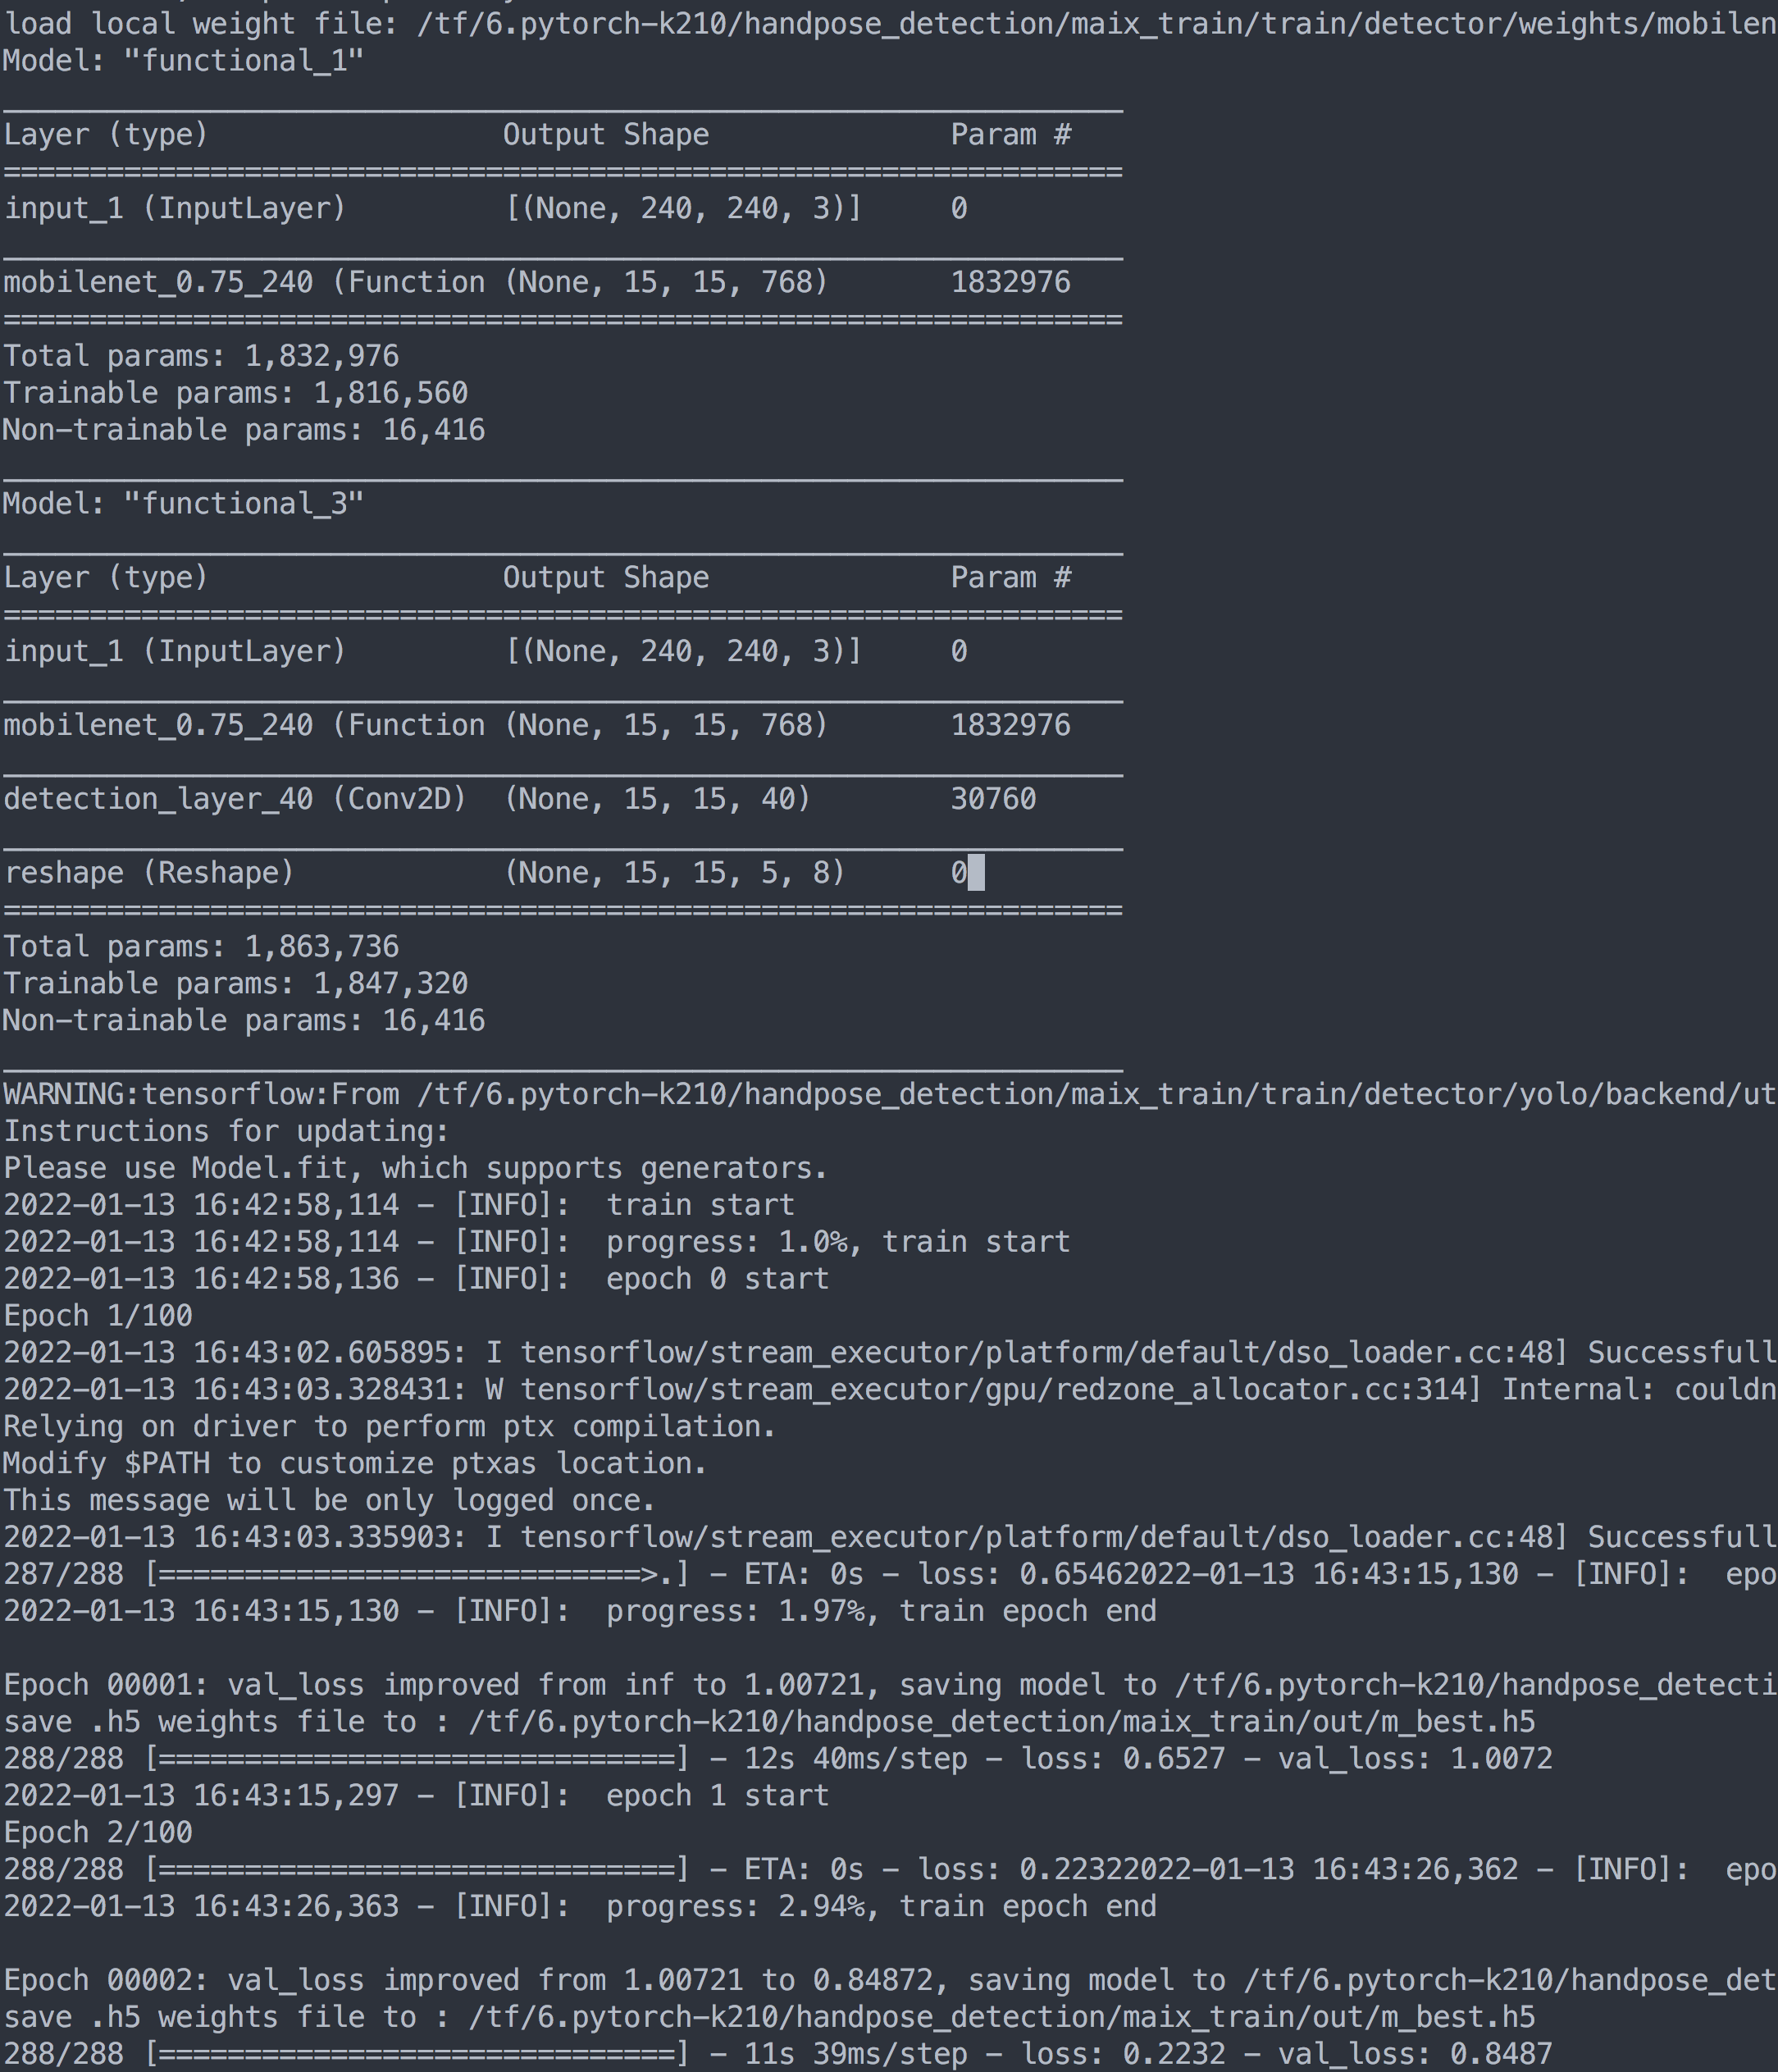 load local weight file: /tf/6.pytorch-k210/handpose_detection/maix_train/train/detector/weights/mobilen
Model: "functional_1"
_________________________________________________________________
Layer (type)                 Output Shape              Param #
=================================================================
input_1 (InputLayer)         [(None, 240, 240, 3)]     0
_________________________________________________________________
mobilenet_0.75_240 (Function (None, 15, 15, 768)       1832976
=================================================================
Total params: 1,832,976
Trainable params: 1,816,560
Non-trainable params: 16,416
_________________________________________________________________
Model: "functional_3"
_________________________________________________________________
Layer (type)                 Output Shape              Param #
=================================================================
input_1 (InputLayer)         [(None, 240, 240, 3)]     0
_________________________________________________________________
mobilenet_0.75_240 (Function (None, 15, 15, 768)       1832976
_________________________________________________________________
detection_layer_40 (Conv2D)  (None, 15, 15, 40)        30760
_________________________________________________________________
reshape (Reshape)            (None, 15, 15, 5, 8)      0
=================================================================
Total params: 1,863,736
Trainable params: 1,847,320
Non-trainable params: 16,416
_________________________________________________________________
WARNING:tensorflow:From /tf/6.pytorch-k210/handpose_detection/maix_train/train/detector/yolo/backend/ut
Instructions for updating:
Please use Model.fit, which supports generators.
2022-01-13 16:42:58,114 - [INFO]:  train start
2022-01-13 16:42:58,114 - [INFO]:  progress: 1.0%, train start
2022-01-13 16:42:58,136 - [INFO]:  epoch 0 start
Epoch 1/100
2022-01-13 16:43:02.605895: I tensorflow/stream_executor/platform/default/dso_loader.cc:48] Successfull
2022-01-13 16:43:03.328431: W tensorflow/stream_executor/gpu/redzone_allocator.cc:314] Internal: couldn
Relying on driver to perform ptx compilation.
Modify $PATH to customize ptxas location.
This message will be only logged once.
2022-01-13 16:43:03.335903: I tensorflow/stream_executor/platform/default/dso_loader.cc:48] Successfull
287/288 [============================>.] - ETA: 0s - loss: 0.65462022-01-13 16:43:15,130 - [INFO]:  epo
2022-01-13 16:43:15,130 - [INFO]:  progress: 1.97%, train epoch end

Epoch 00001: val_loss improved from inf to 1.00721, saving model to /tf/6.pytorch-k210/handpose_detecti
save .h5 weights file to : /tf/6.pytorch-k210/handpose_detection/maix_train/out/m_best.h5
288/288 [==============================] - 12s 40ms/step - loss: 0.6527 - val_loss: 1.0072
2022-01-13 16:43:15,297 - [INFO]:  epoch 1 start
Epoch 2/100
288/288 [==============================] - ETA: 0s - loss: 0.22322022-01-13 16:43:26,362 - [INFO]:  epo
2022-01-13 16:43:26,363 - [INFO]:  progress: 2.94%, train epoch end

Epoch 00002: val_loss improved from 1.00721 to 0.84872, saving model to /tf/6.pytorch-k210/handpose_det
save .h5 weights file to : /tf/6.pytorch-k210/handpose_detection/maix_train/out/m_best.h5
288/288 [==============================] - 11s 39ms/step - loss: 0.2232 - val_loss: 0.8487